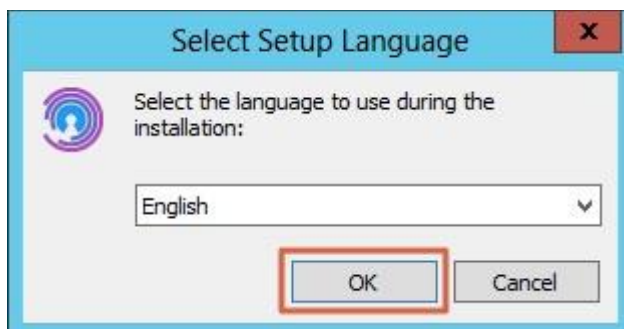 Select Setup Language
x
Select the language to use during the
installation:
English
OK
Cancel